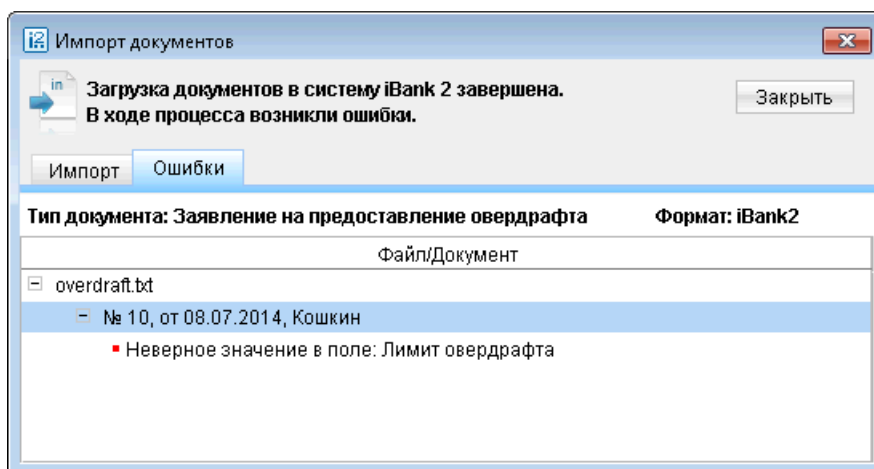 Импорт документов
in
Загрузка документов в систему iBank 2 завершена.
В ходе процесса возникли ошибки.
Закрыть
Импорт Ошибки
Тип документа: Заявление на предоставление овердрафта Формат: iBank2
Файл/Документ
overdraft.txt
№ 10, от 08.07.2014, Кошкин
Неверное значение в поле: Лимит овердрафта